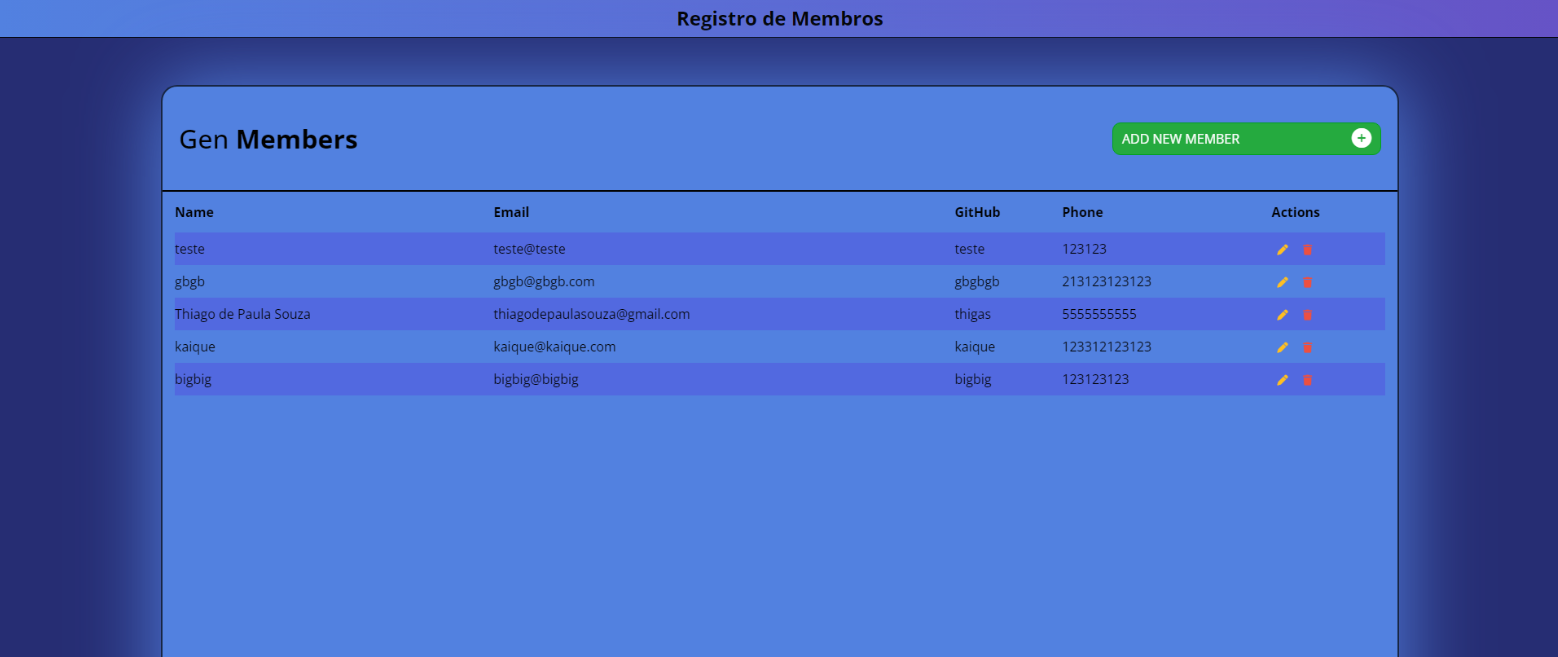 Registro de Membros
Gen Members
ADD NEW MEMBER
Name Email GitHub Phone Actions
teste teste@teste teste 123123
gbgb gbgb@gbgb.com gbgbgb 213123123123
Thiago de Paula Souza thiagodepaulasouza@gmail.com thigas 5555555555
kaique kaique@kaique.com kaique 123312123123
bigbig bigbig@bigbig bigbig 123123123